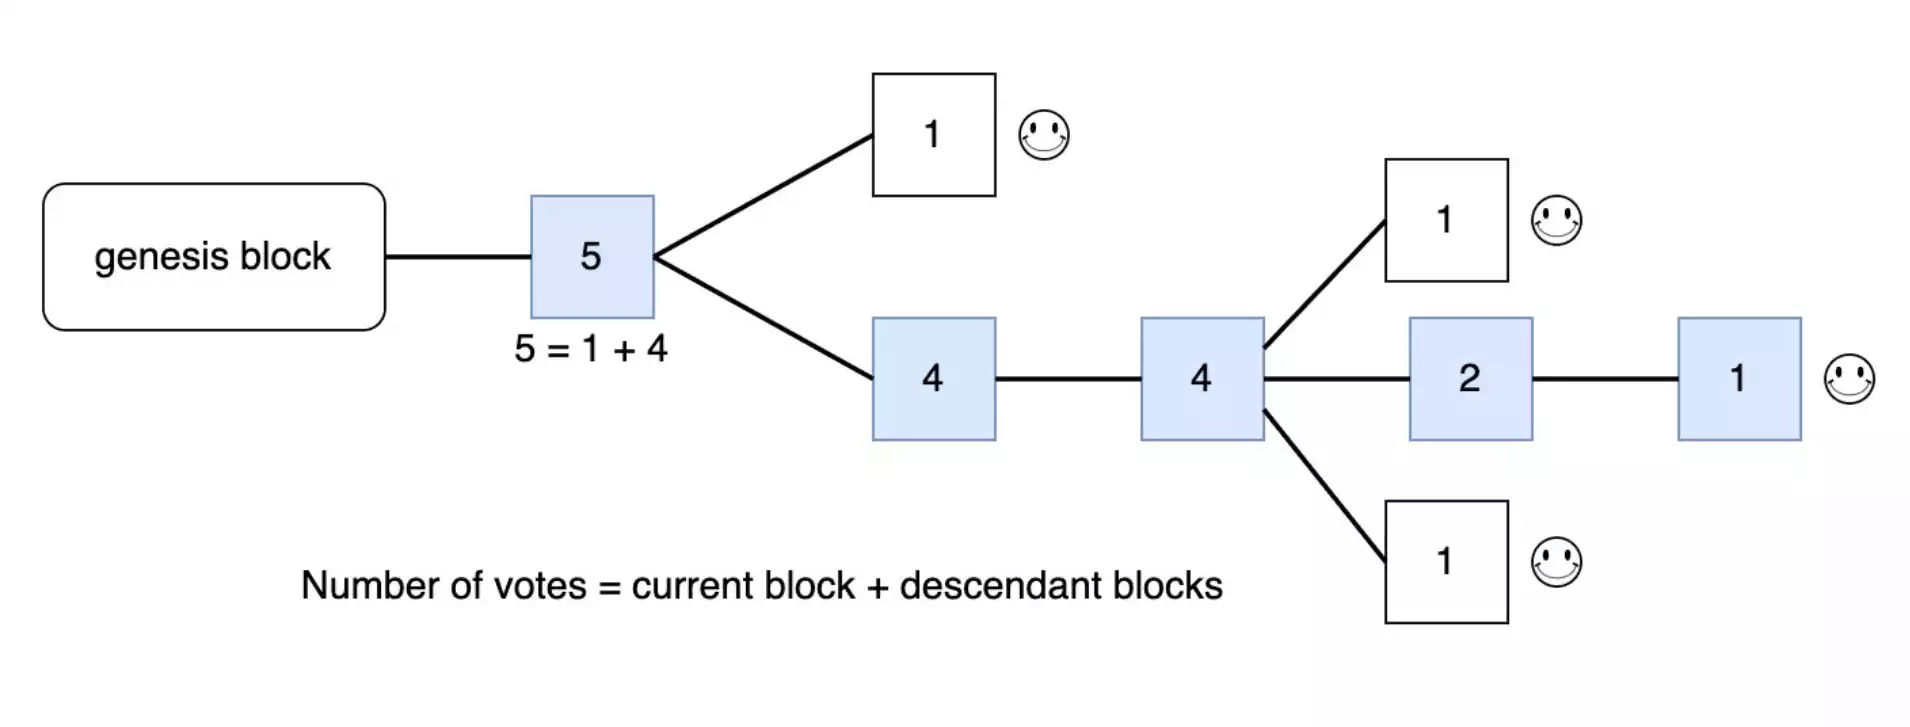 1
1
genesis block
5
5 = 1 + 4
4
4
2
1
1
Number of votes = current block + descendant blocks